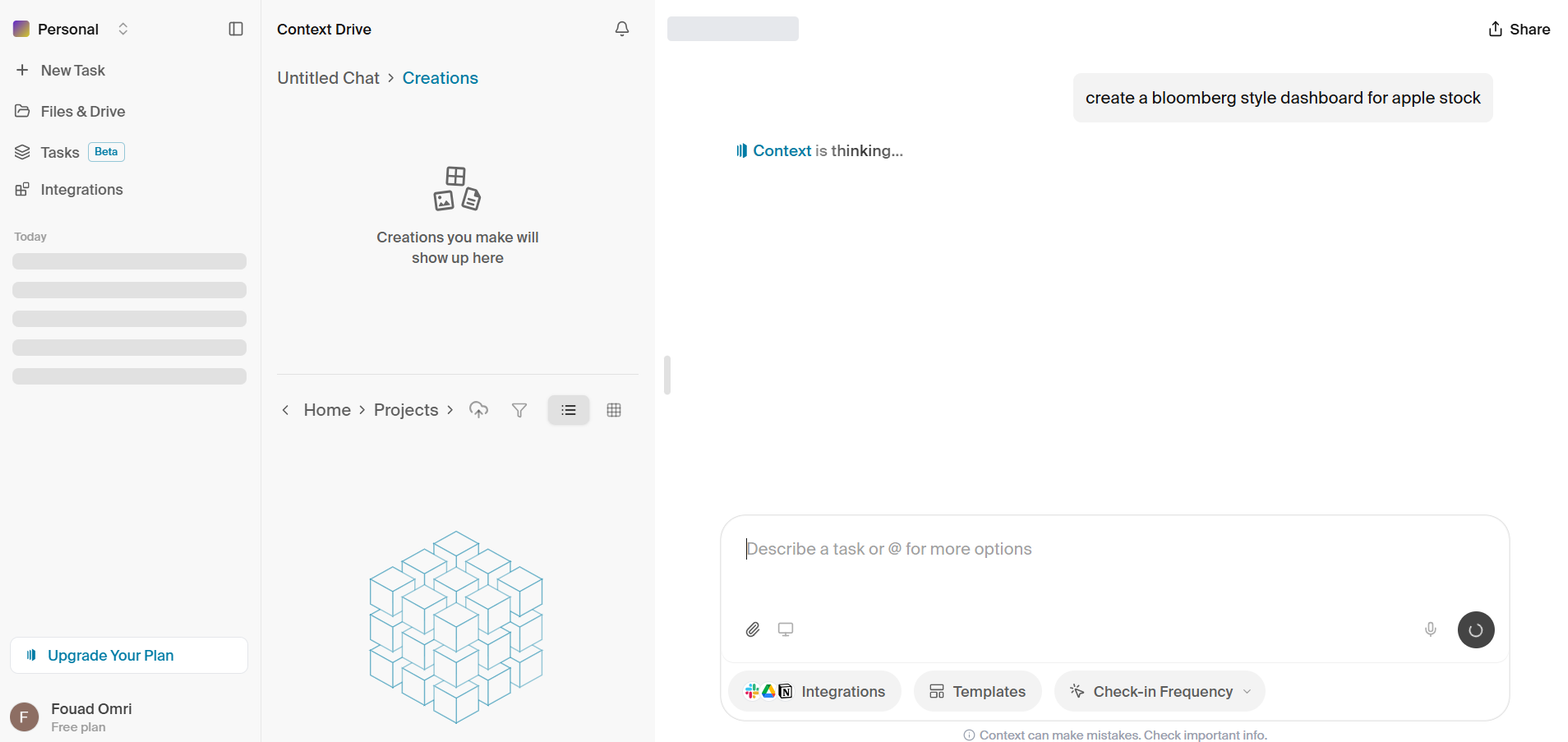 Personal
New Task
Files & Drive
Tasks Beta
Integrations
Today
Upgrade Your Plan
F
Fouad Omri
Free plan
Context Drive
Untitled Chat > Creations
Creations you make will
show up here
Home > Projects >
Share
create a bloomberg style dashboard for apple stock
Context is thinking...
Describe a task or @ for more options
Integrations
Templates
Check-in Frequency
Context can make mistakes. Check important info.